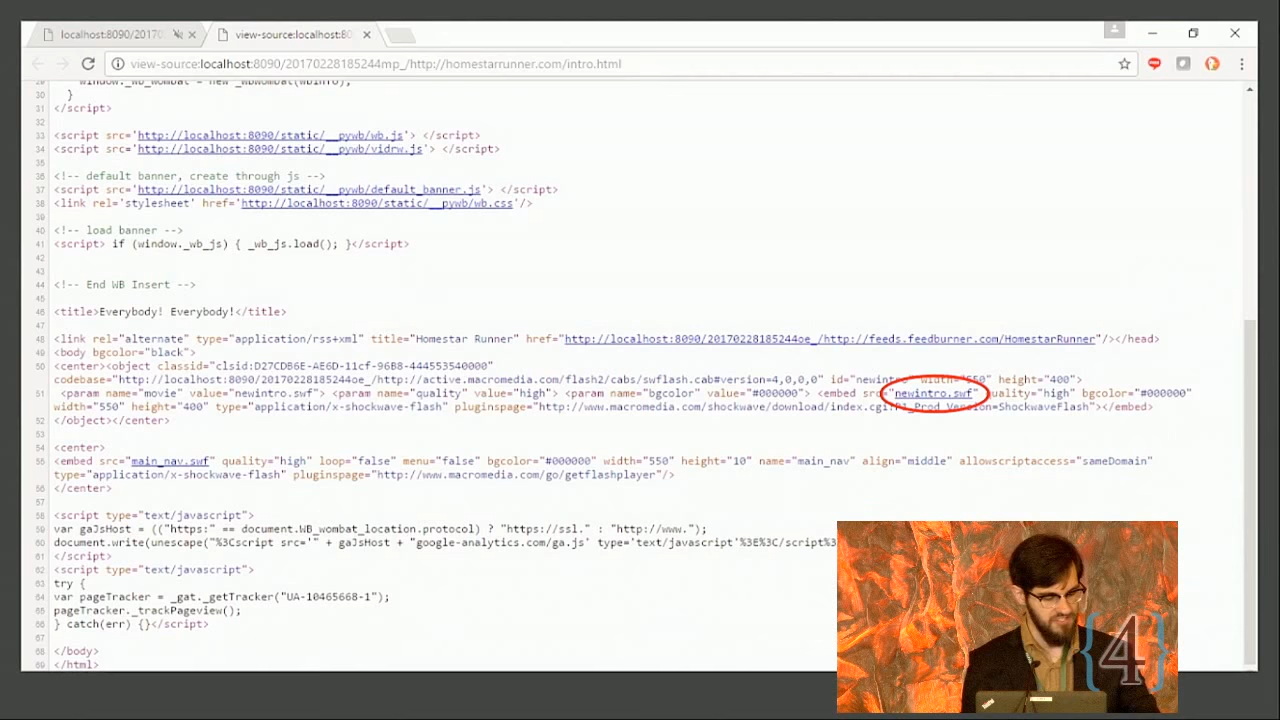 localhost:8090/20170
view-source:localhost:80
view-source:localhost:8090/20170228185244mp_/http://homestarrunner.com/intro.html
29 window._wb_wombat = new _WBWombat(wbinfo);
30 }
31 </script>
32
33 <script src='http://localhost:8090/static/__pywb/wb.js'> </script>
34 <script src='http://localhost:8090/static/__pywb/vidrw.js'> </script>
35
36 <!-- default banner, create through js -->
37 <script src='http://localhost:8090/static/__pywb/default_banner.js'> </script>
38 <link rel='stylesheet' href='http://localhost:8090/static/__pywb/wb.css'/>
39
40 <!-- load banner -->
41 <script> if (window._wb_js) { _wb_js.load(); }</script>
42
43
44 <!-- End WB Insert -->
45
46 <title>Everybody! Everybody!</title>
47
48 <link rel="alternate" type="application/rss+xml" title="Homestar Runner" href="http://localhost:8090/20170228185244oe_/http://feeds.feedburner.com/HomestarRunner"/></head>
49 <body bgcolor="black">
50 <center><object classid="clsid:D27CDB6E-AE6D-11cf-96B8-444553540000"
codebase="http://localhost:8090/20170228185244oe_/http://active.macromedia.com/flash2/cabs/swflash.cab#version=4,0,0,0" id="newintro" width="550" height="400">
51 <param name="movie" value="newintro.swf"> <param name="quality" value="high"> <param name="bgcolor" value="#000000"> <embed src="newintro.swf" quality="high" bgcolor="#000000"
width="550" height="400" type="application/x-shockwave-flash" pluginspage="http://www.macromedia.com/shockwave/download/index.cgi?P1_Prod_Version=ShockwaveFlash"></embed>
52 </object></center>
53
54 <center>
55 <embed src="main_nav.swf" quality="high" loop="false" menu="false" bgcolor="#000000" width="550" height="10" name="main_nav" align="middle" allowscriptaccess="sameDomain"
type="application/x-shockwave-flash" pluginspage="http://www.macromedia.com/go/getflashplayer"/>
56 </center>
57
58 <script type="text/javascript">
59 var gaJsHost = (("https:" == document.WB_wombat_location.protocol) ? "https://ssl." : "http://www.");
60 document.write(unescape("%3Cscript src='" + gaJsHost + "google-analytics.com/ga.js' type='text/javascript'%3E%3C/script%3
61 </script>
62 <script type="text/javascript">
63 try {
64 var pageTracker = _gat._getTracker("UA-10465668-1");
65 pageTracker._trackPageview();
66 } catch(err) {}</script>
67
68 </body>
69 </html>
{4}